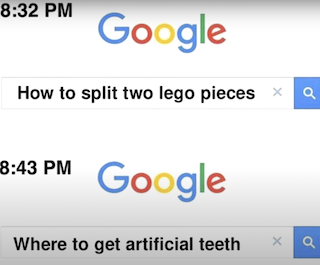 8:32 PM
Google
How to split two lego pieces ×
8:43 PM
Google
Where to get artificial teeth ×